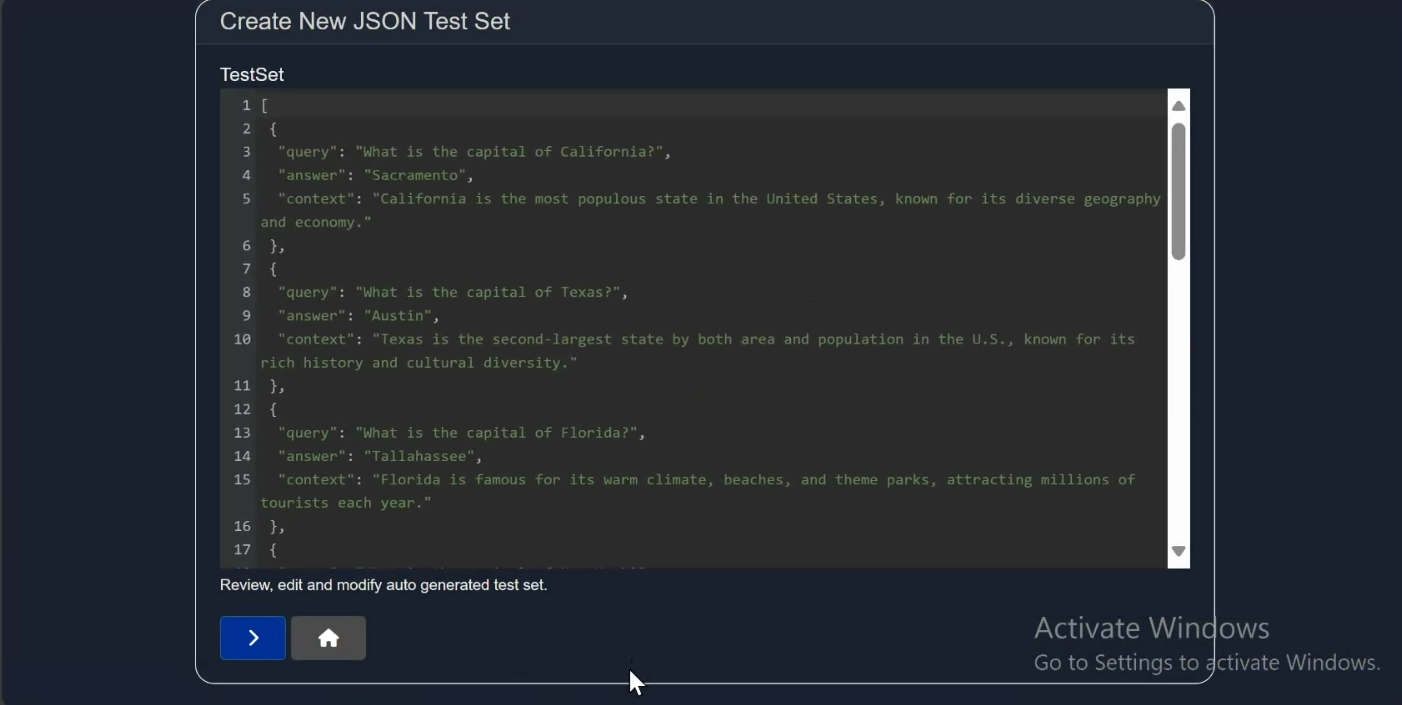 Create New JSON Test Set
TestSet
1 [
2 {
3 "query": "What is the capital of California?",
4 "answer": "Sacramento",
5 "context": "California is the most populous state in the United States, known for its diverse geography
and economy."
6 },
7 {
8 "query": "What is the capital of Texas?",
9 "answer": "Austin",
10 "context": "Texas is the second-largest state by both area and population in the U.S., known for its
rich history and cultural diversity."
11 },
12 {
13 "query": "What is the capital of Florida?",
14 "answer": "Tallahassee",
15 "context": "Florida is famous for its warm climate, beaches, and theme parks, attracting millions of
tourists each year."
16 },
17 {
Review, edit and modify auto generated test set.
Activate Windows
Go to Settings to activate Windows.